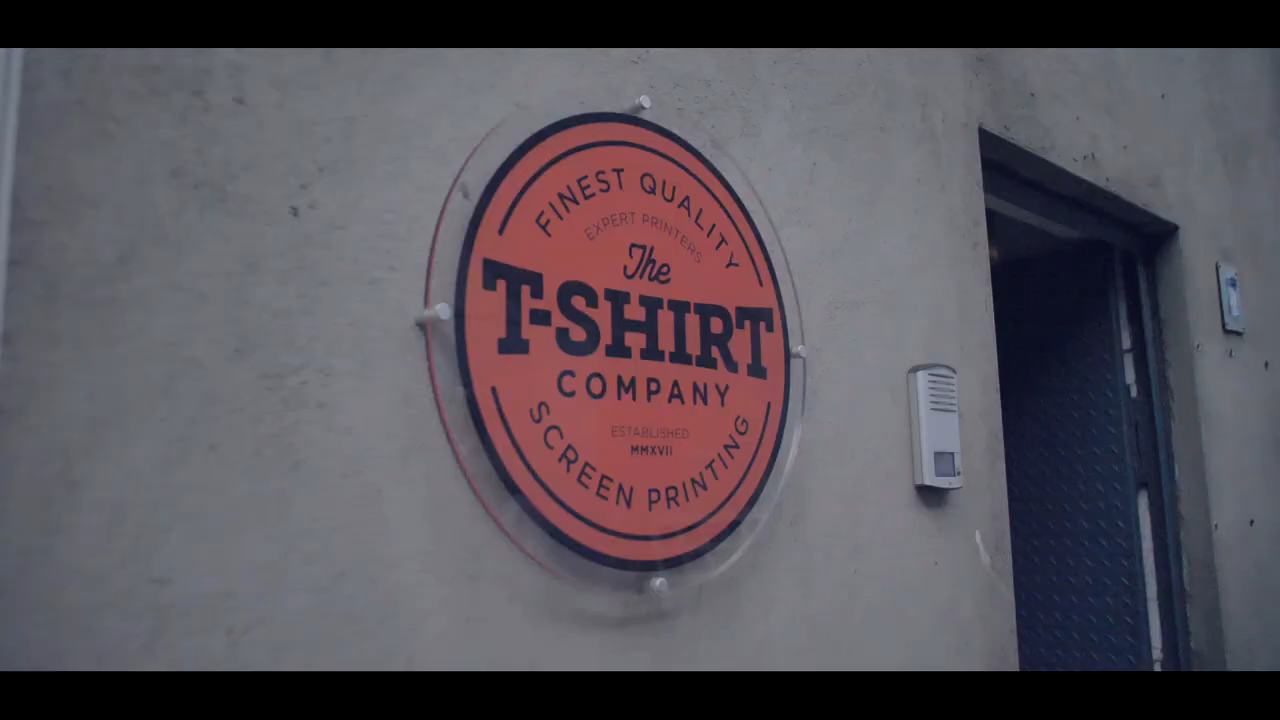 FINEST QUALITY
EXPERT PRINTERS
The
T-SHIRT
COMPANY
ESTABLISHED
MMXVII
SCREEN PRINTING